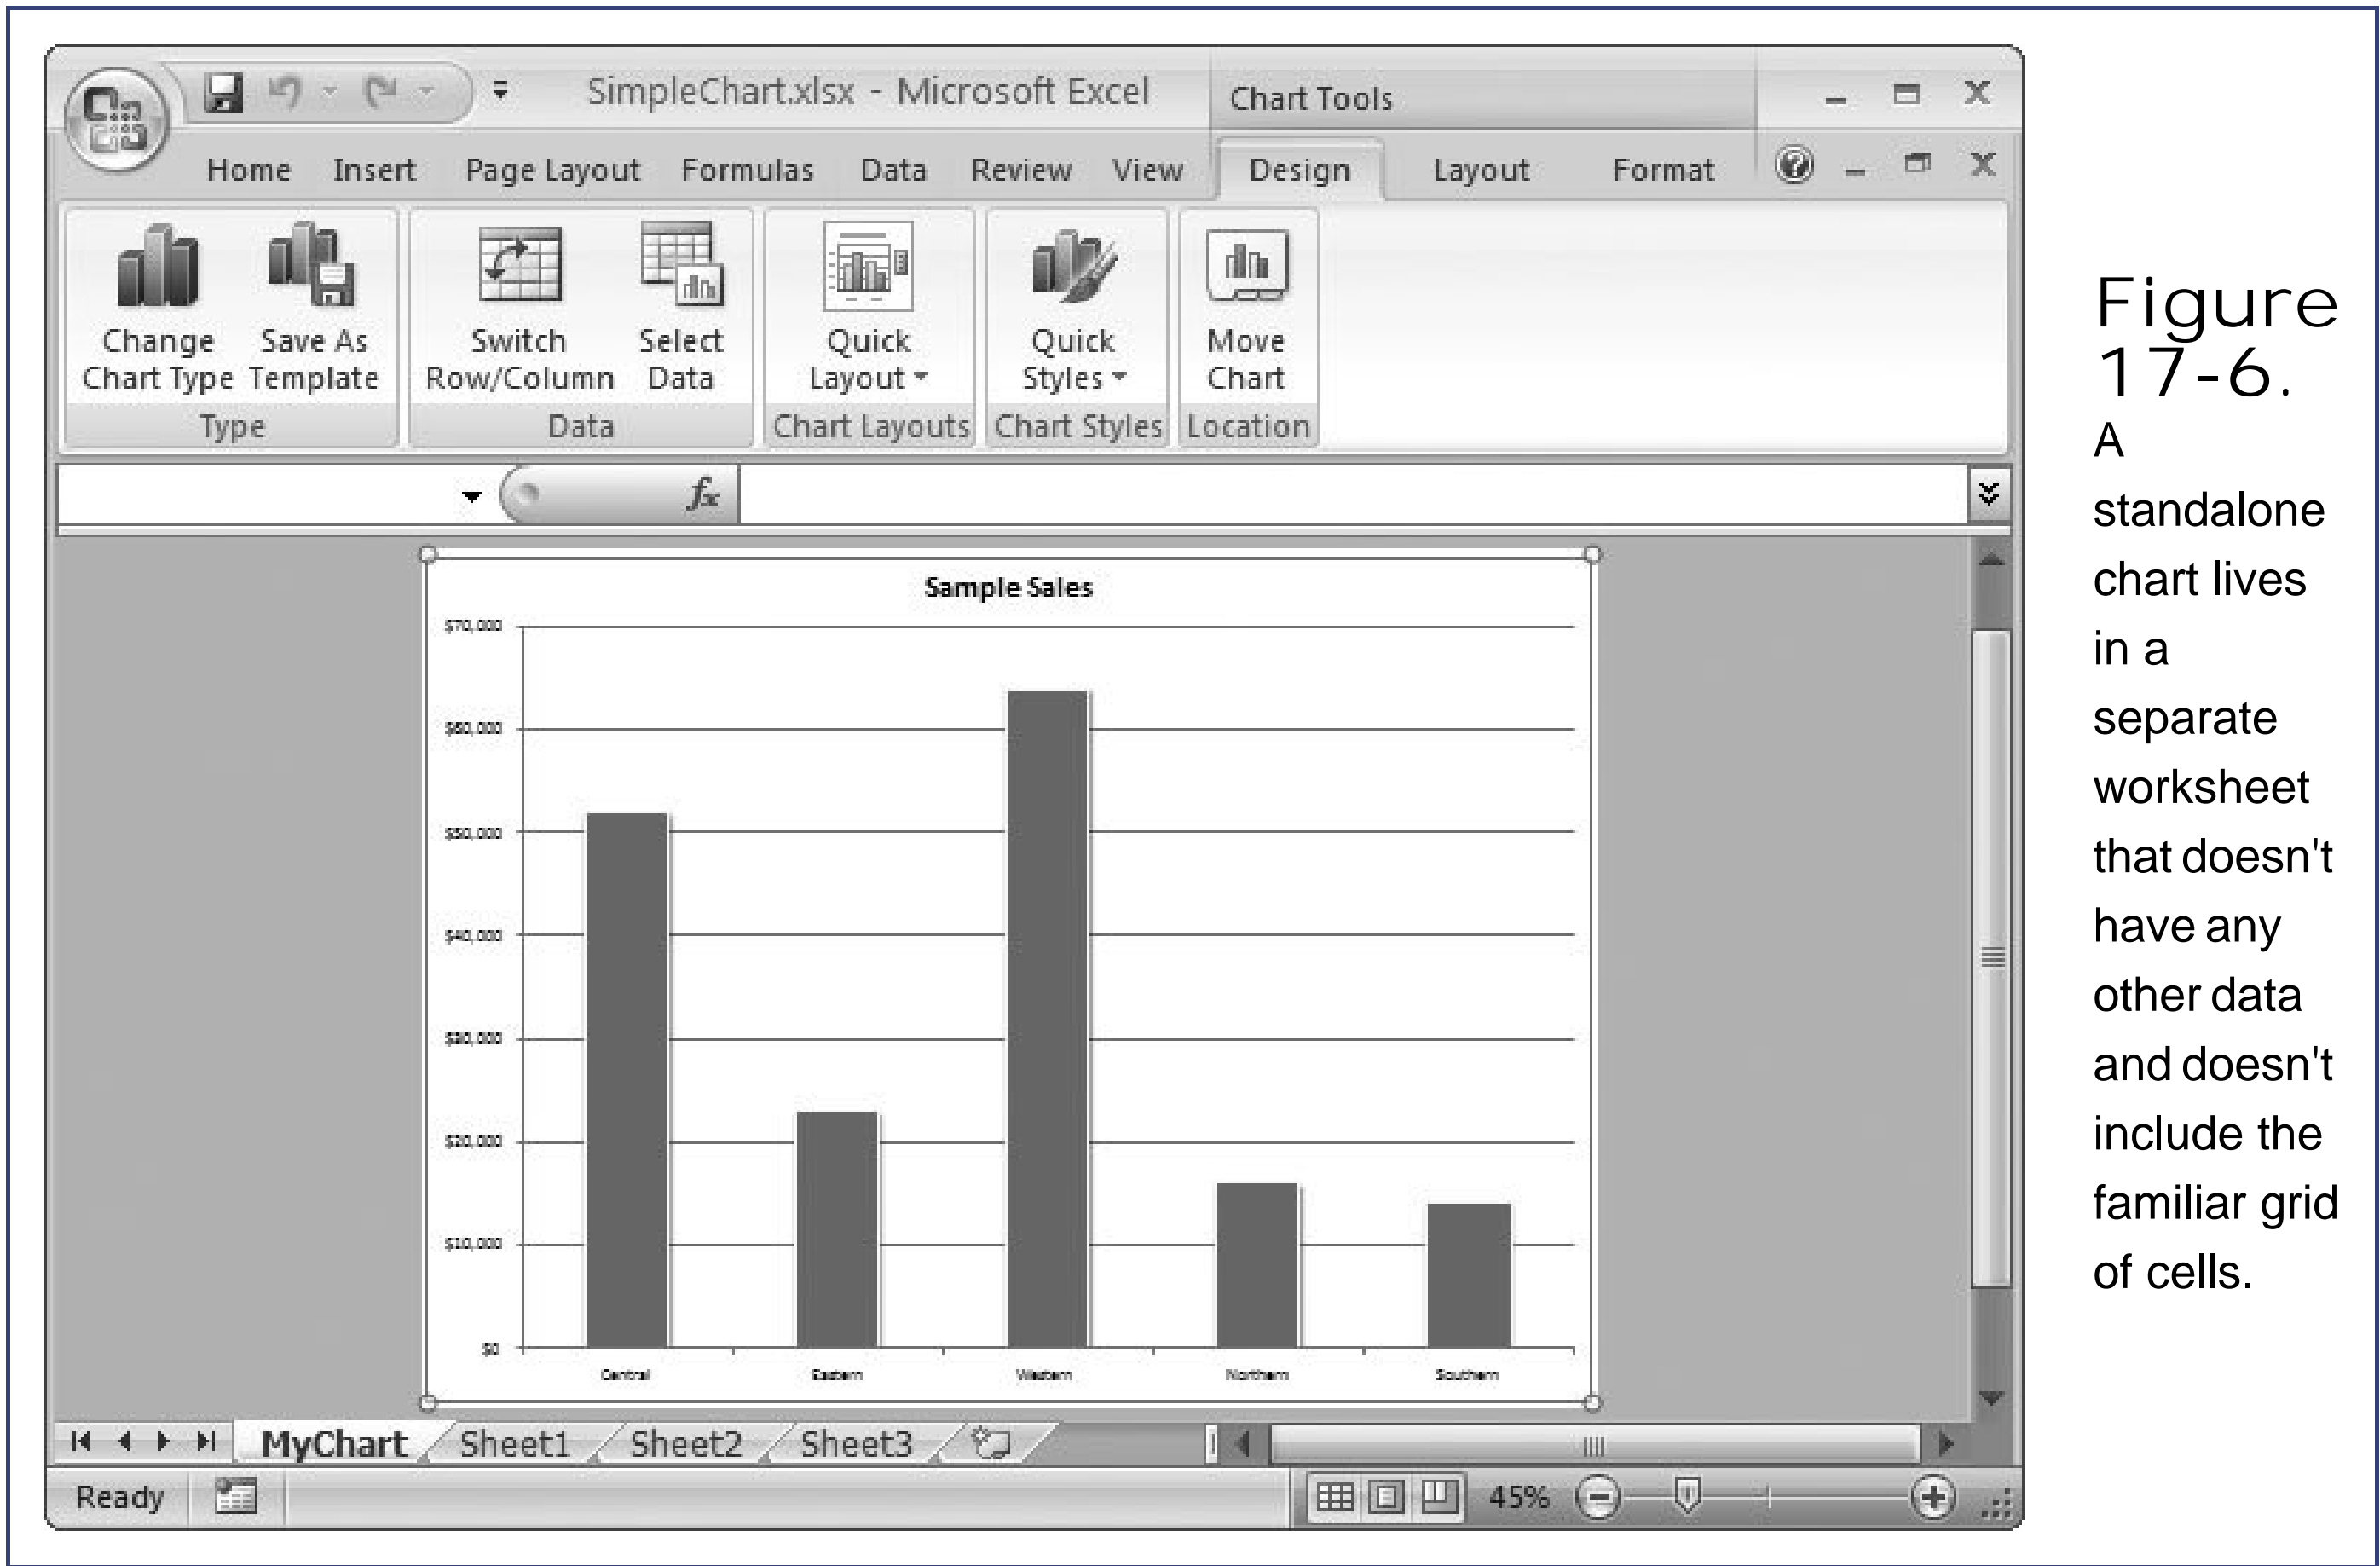 SimpleChart.xlsx - Microsoft Excel
Chart Tools
Home Insert Page Layout Formulas Data Review View Design Layout Format
Change Chart Type
Save As Template
Switch Row/Column
Select Data
Quick Layout
Quick Styles
Move Chart
Type Data Chart Layouts Chart Styles Location
fx
Sample Sales
$70,000
$60,000
$50,000
$40,000
$30,000
$20,000
$10,000
$0
Central Eastern Western Northern Southern
MyChart Sheet1 Sheet2 Sheet3
Ready 45%
Figure
17-6.
A
standalone
chart lives
in a
separate
worksheet
that doesn't
have any
other data
and doesn't
include the
familiar grid
of cells.